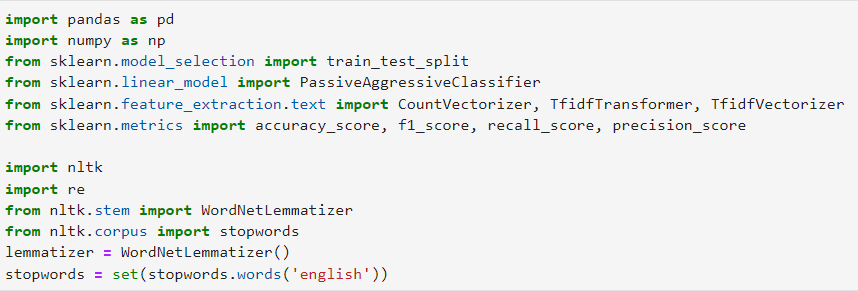 import pandas as pd
import numpy as np
from sklearn.model_selection import train_test_split
from sklearn.linear_model import PassiveAggressiveClassifier
from sklearn.feature_extraction.text import CountVectorizer, TfidfTransformer, TfidfVectorizer
from sklearn.metrics import accuracy_score, f1_score, recall_score, precision_score
import nltk
import re
from nltk.stem import WordNetLemmatizer
from nltk.corpus import stopwords
lemmatizer = WordNetLemmatizer()
stopwords = set(stopwords.words('english'))